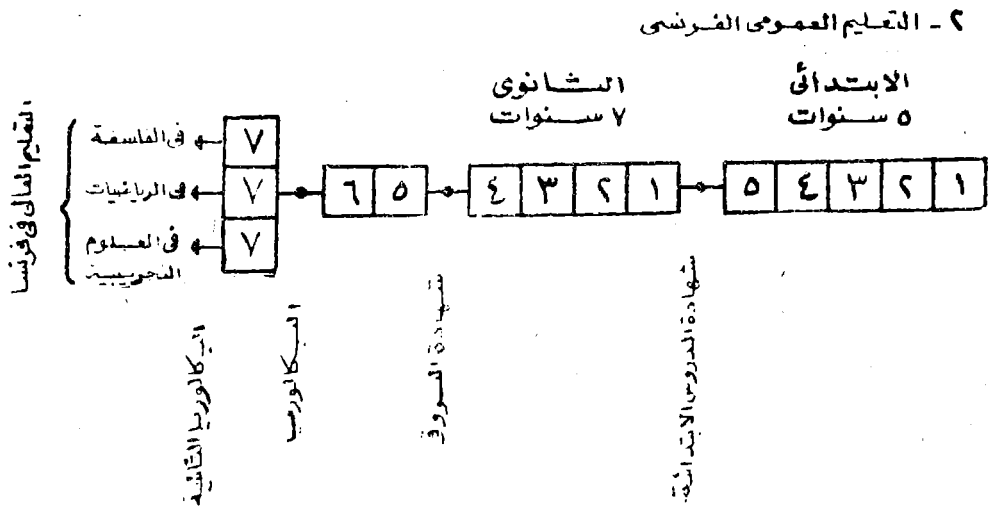 ٢ - التعليم العمومى الفرنسى
الابتدائى
٥ سنوات
الثانوى
٧ سنوات
١ ٢ ٣ ٤ ٥
١ ٢ ٣ ٤
٥ ٦
٧
٧
٧
فى الفلسفة
فى الرياضيات
فى العلوم
التجريبية
التعليم العالى فى فرنسا
شهادة الدروس الابتدائية
شهادة البروفى
البكالوريا
البكالوريا الثانية